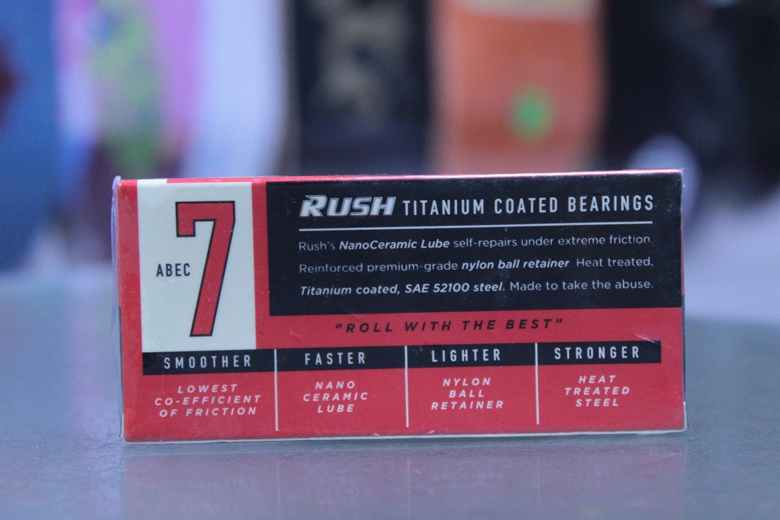 ABEC 7
RUSH TITANIUM COATED BEARINGS
Rush's NanoCeramic Lube self-repairs under extreme friction.
Reinforced premium-grade nylon ball retainer. Heat treated,
Titanium coated, SAE 52100 steel. Made to take the abuse.
"ROLL WITH THE BEST"
SMOOTHER
LOWEST
CO-EFFICIENT
OF FRICTION
FASTER
NANO
CERAMIC
LUBE
LIGHTER
NYLON
BALL
RETAINER
STRONGER
HEAT
TREATED
STEEL